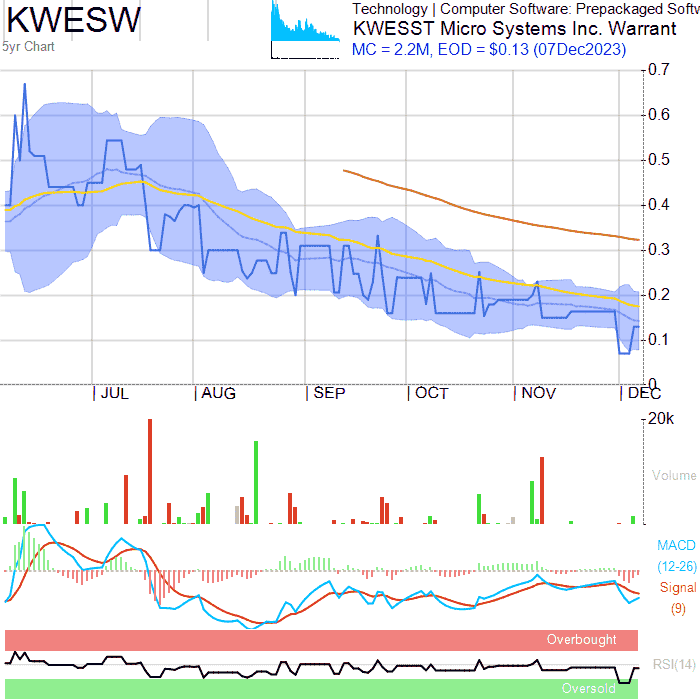 KWESW
5yr Chart
Technology | Computer Software: Prepackaged Softw
KWESST Micro Systems Inc. Warrant
MC = 2.2M, EOD = $0.13 (07Dec2023)
0.7
0.6
0.5
0.4
0.3
0.2
0.1
0
JUL AUG SEP OCT NOV DEC
20k
Volume
MACD
(12-26)
Signal
(9)
Overbought
RSI(14)
Oversold